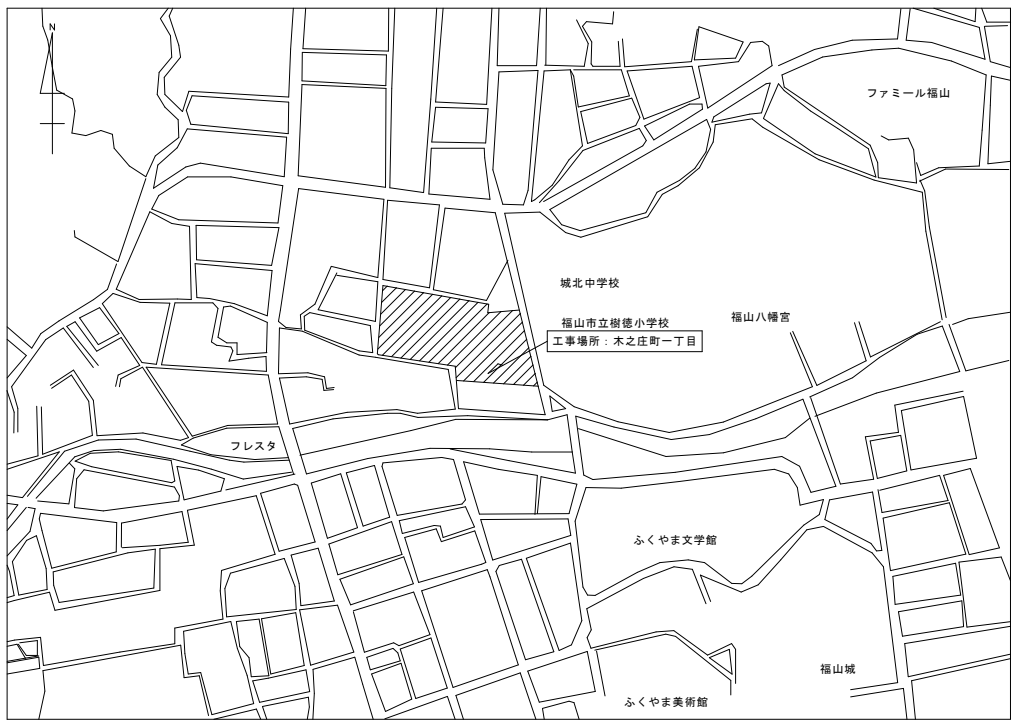 N
ファミール福山
城北中学校
福山八幡宮
福山市立樹徳小学校
工事場所：木之庄町一丁目
フレスタ
ふくやま文学館
福山城
ふくやま美術館